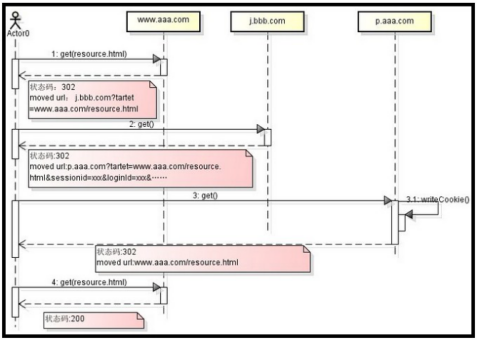 www.aaa.com
j.bbb.com
p.aaa.com
Actor0
1: get(resource.html)
状态码：302
moved url：j.bbb.com?tartet
=www.aaa.com/resource.html
2: get()
状态码:302
moved url:p.aaa.com?tartet=www.aaa.com/resource.
html&sessionid=xxx&loginId=xxx&······
3: get()
3.1: writeCookie()
状态码:302
moved url:www.aaa.com/resource.html
4: get(resource.html)
状态码:200